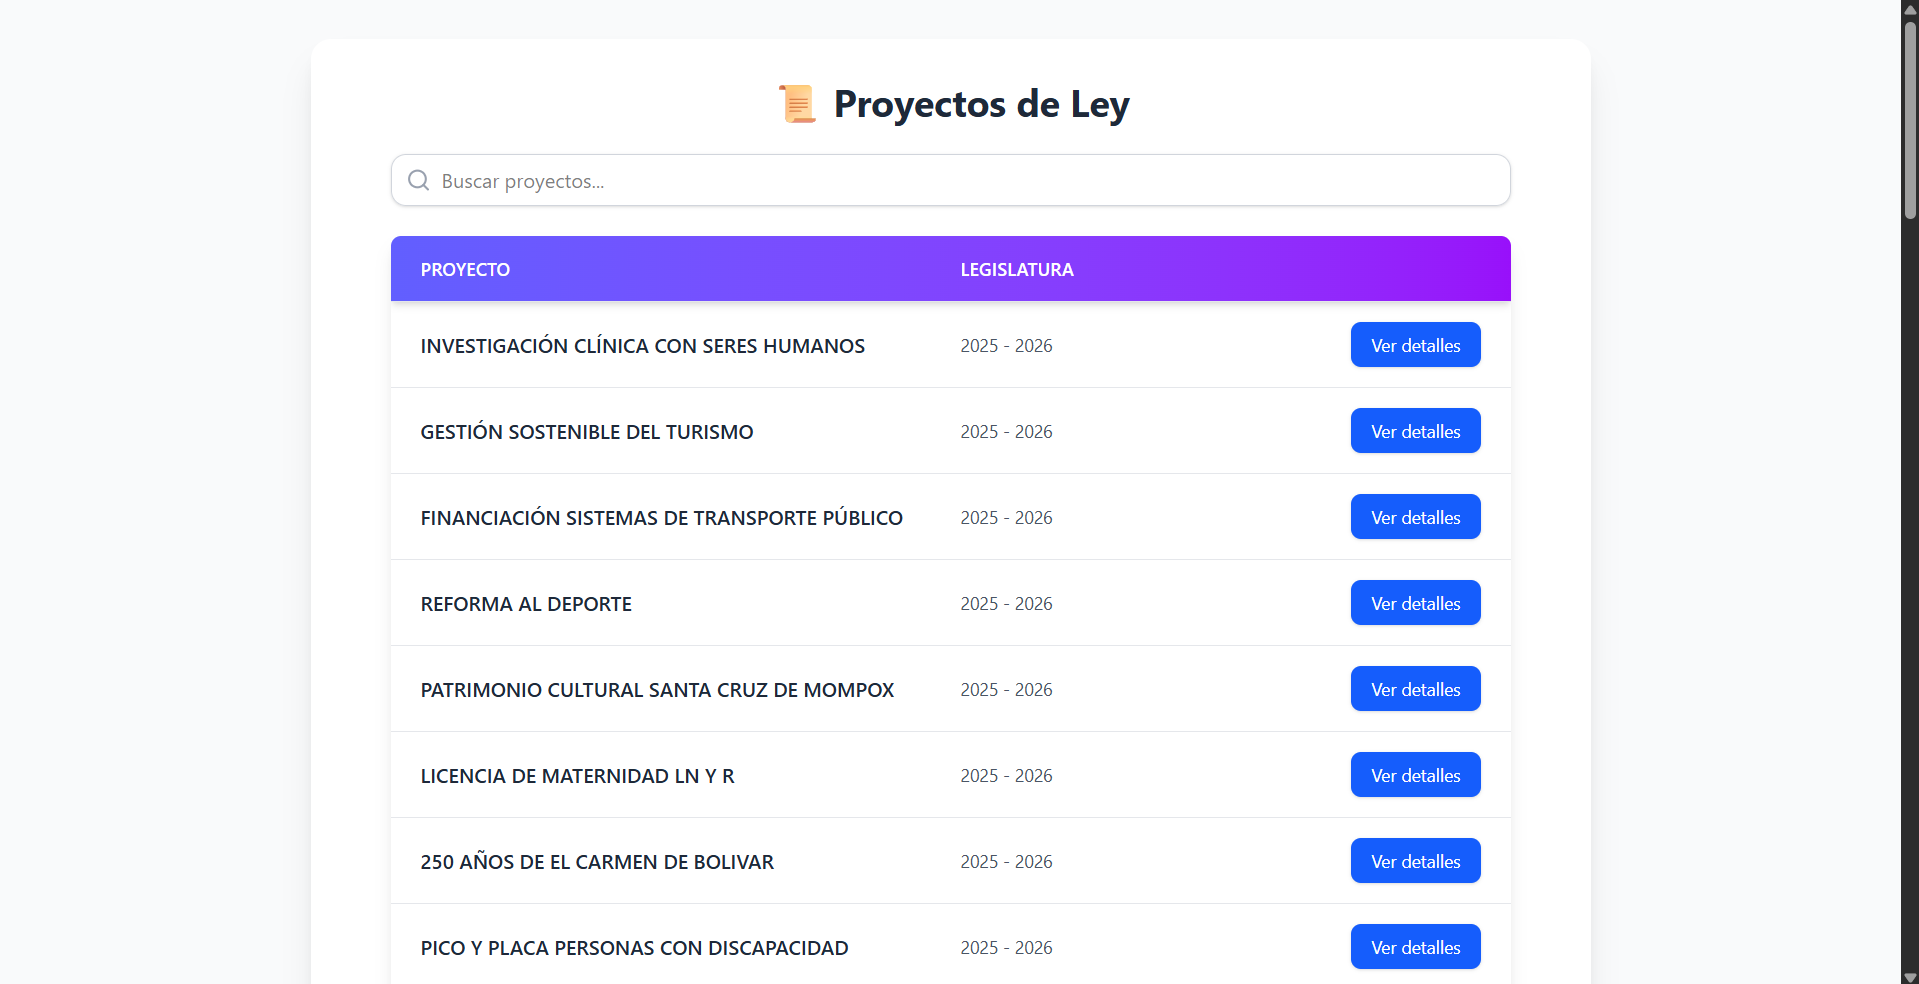 Proyectos de Ley
Buscar proyectos...
PROYECTO LEGISLATURA
INVESTIGACIÓN CLÍNICA CON SERES HUMANOS 2025 - 2026 Ver detalles
GESTIÓN SOSTENIBLE DEL TURISMO 2025 - 2026 Ver detalles
FINANCIACIÓN SISTEMAS DE TRANSPORTE PÚBLICO 2025 - 2026 Ver detalles
REFORMA AL DEPORTE 2025 - 2026 Ver detalles
PATRIMONIO CULTURAL SANTA CRUZ DE MOMPOX 2025 - 2026 Ver detalles
LICENCIA DE MATERNIDAD LN Y R 2025 - 2026 Ver detalles
250 AÑOS DE EL CARMEN DE BOLIVAR 2025 - 2026 Ver detalles
PICO Y PLACA PERSONAS CON DISCAPACIDAD 2025 - 2026 Ver detalles